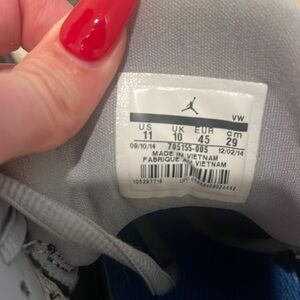 VW
US UK EUR cm
11 10 45 29
09/10/14 705155-005 12/02/14
MADE IN VIETNAM
FABRIQUE AU VIETNAM